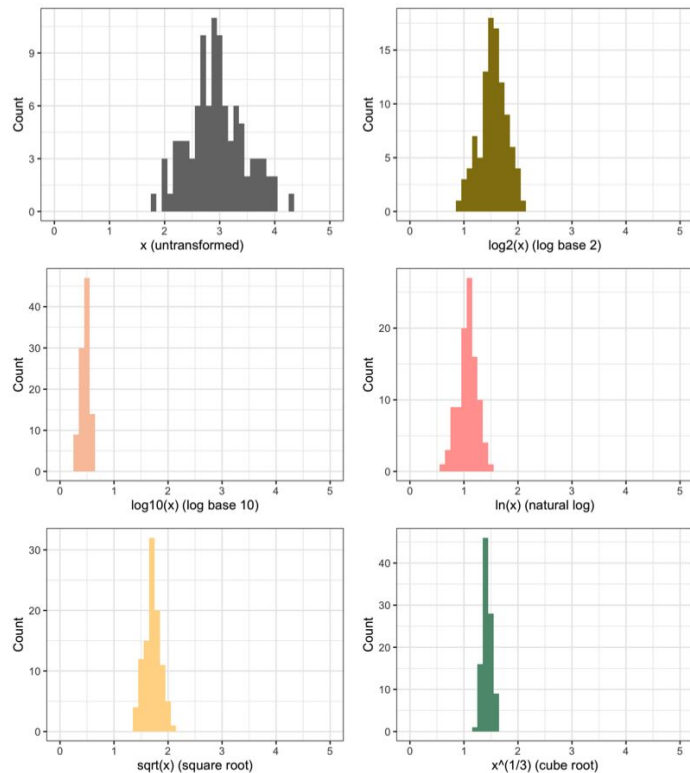 Count
9
6
3
0
0 1 2 3 4 5
x (untransformed)
Count
15
10
5
0
0 1 2 3 4 5
log2(x) (log base 2)
Count
40
30
20
10
0
0 1 2 3 4 5
log10(x) (log base 10)
Count
20
10
0
0 1 2 3 4 5
ln(x) (natural log)
Count
30
20
10
0
0 1 2 3 4 5
sqrt(x) (square root)
Count
40
30
20
10
0
0 1 2 3 4 5
x^(1/3) (cube root)